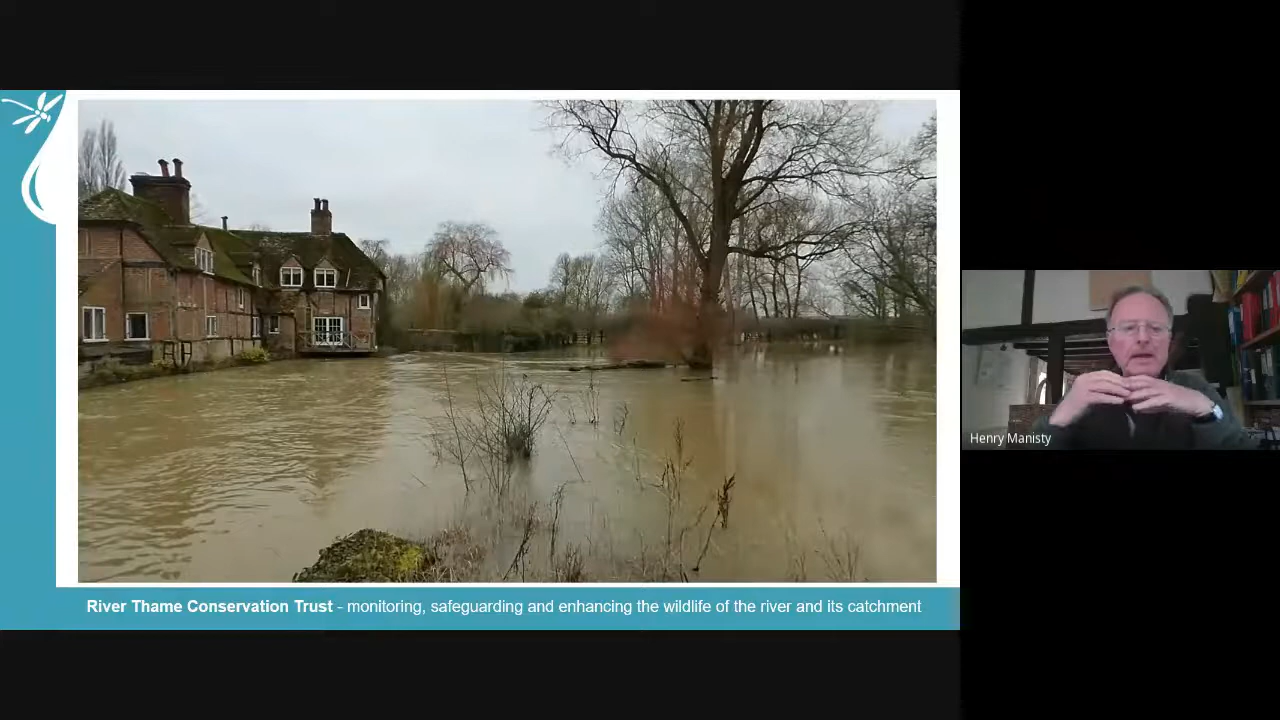 River Thame Conservation Trust - monitoring, safeguarding and enhancing the wildlife of the river and its catchment
Henry Manisty